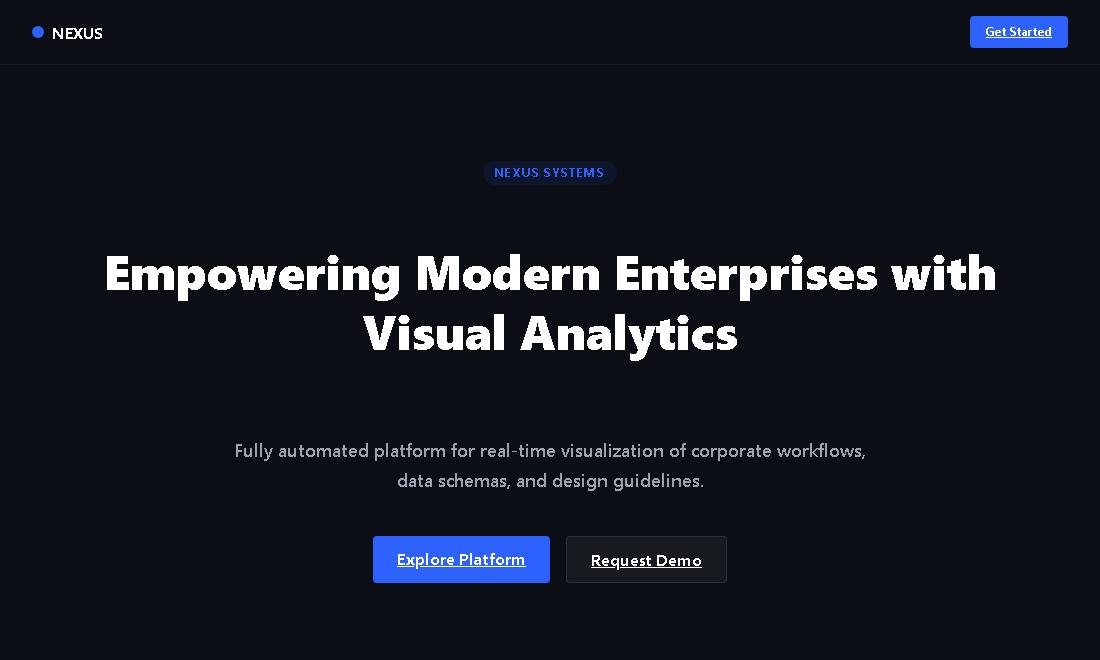 NEXUS
Get Started
NEXUS SYSTEMS
Empowering Modern Enterprises with
Visual Analytics
Fully automated platform for real-time visualization of corporate workflows,
data schemas, and design guidelines.
Explore Platform
Request Demo